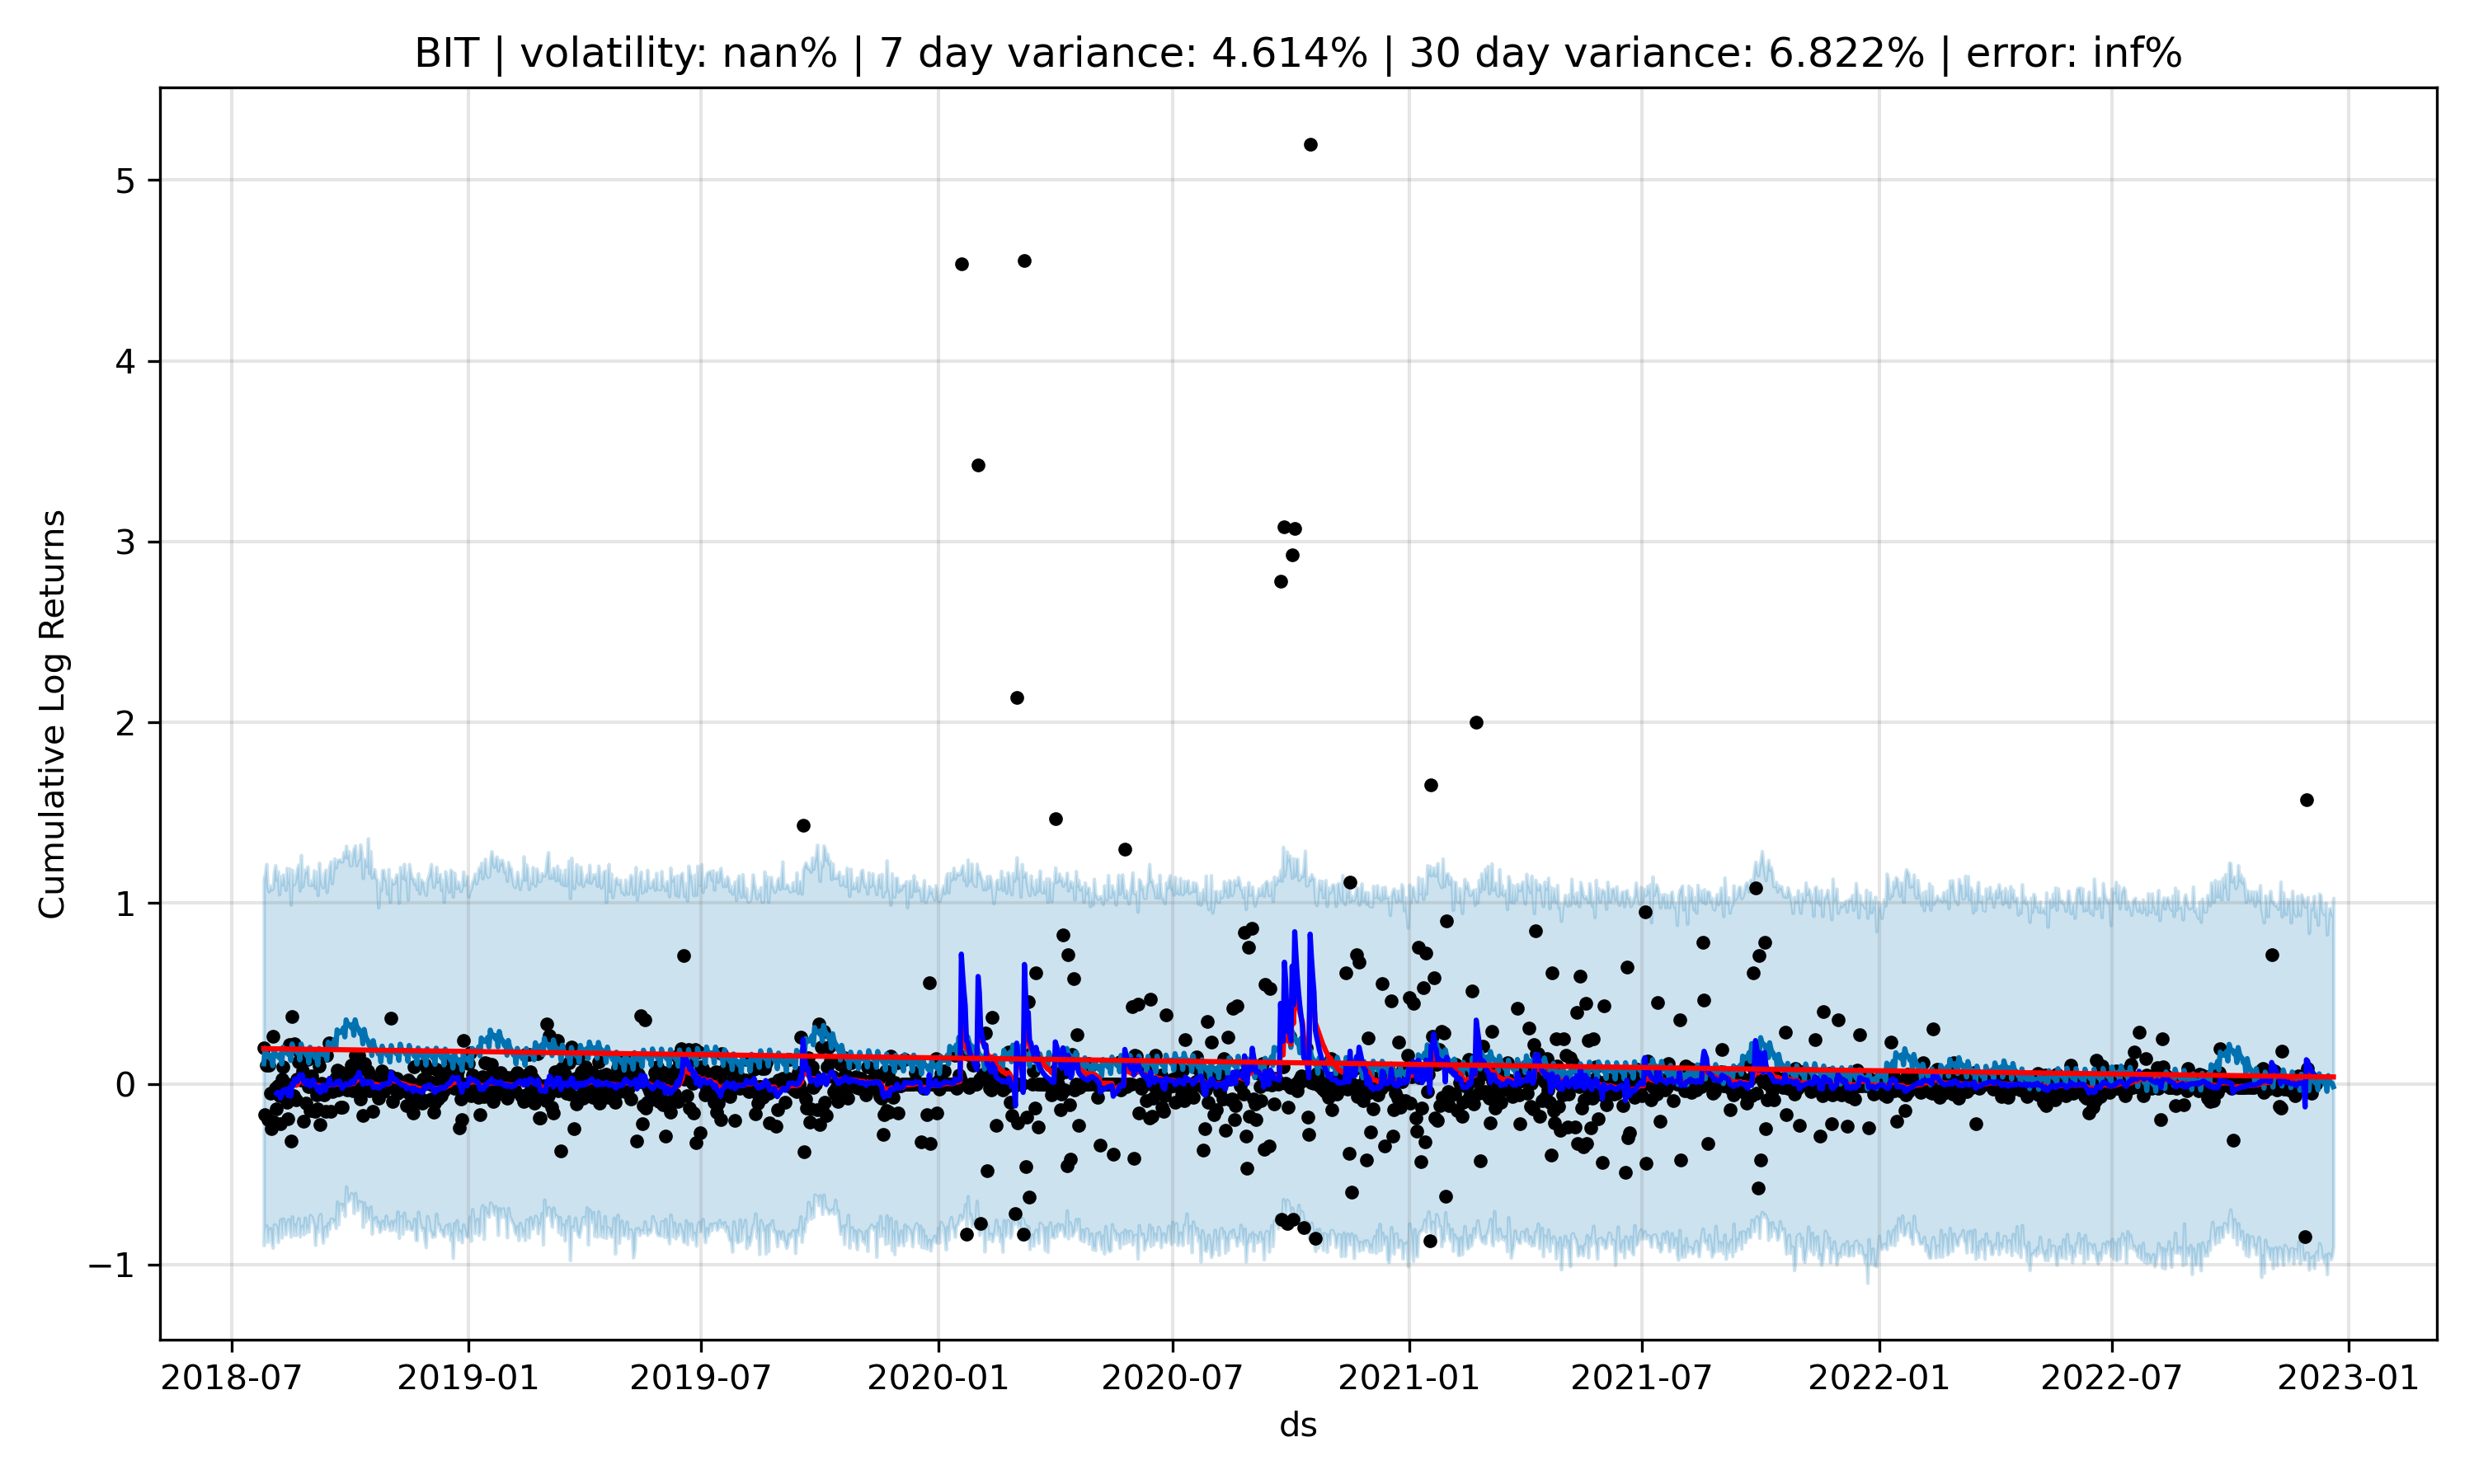 BIT | volatility: nan% | 7 day variance: 4.614% | 30 day variance: 6.822% | error: inf%
Cumulative Log Returns
5
4
3
2
1
0
−1
2018-07 2019-01 2019-07 2020-01 2020-07 2021-01 2021-07 2022-01 2022-07 2023-01
ds